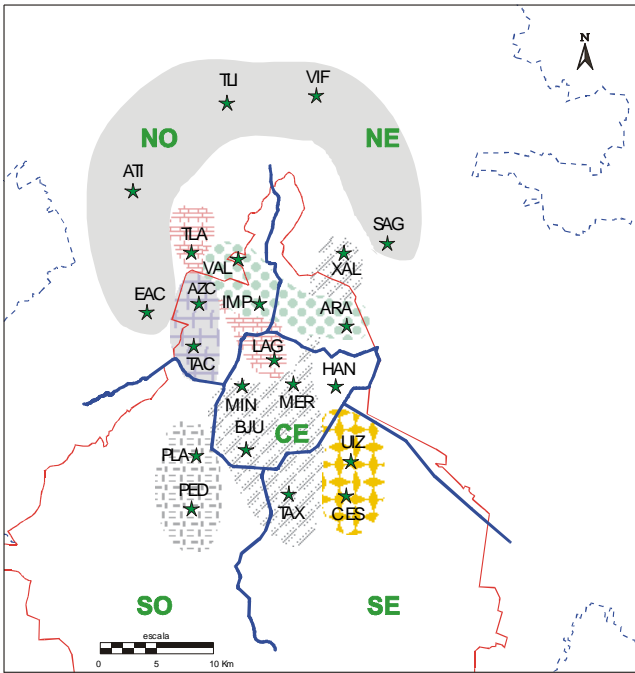 N
TLI
VIF
NO
NE
ATI
SAG
TLA
VAL
XAL
EAC
AZC
IMP
ARA
TAC
LAG
HAN
MIN
MER
BJU
CE
PLA
UIZ
PED
TAX
CES
SO
SE
escala
0 5 10 Km